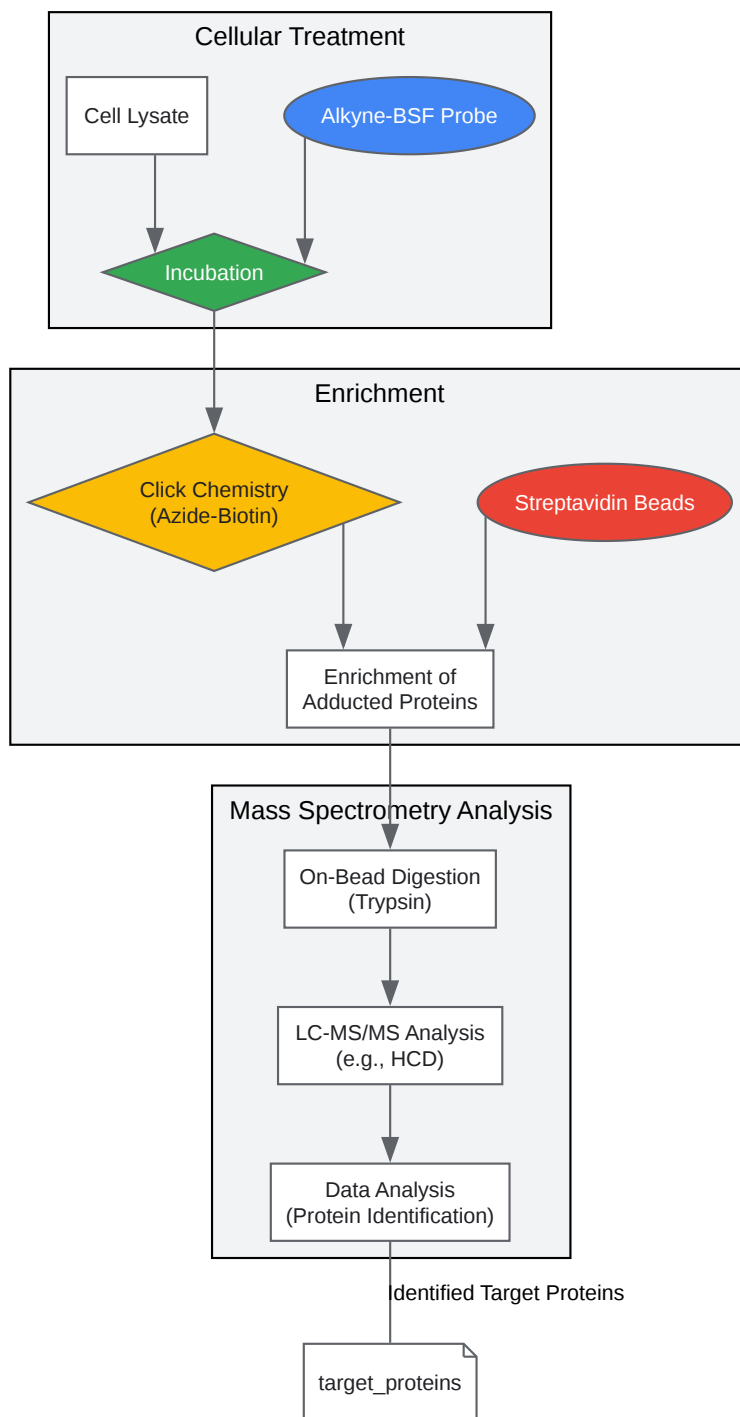 Cellular Treatment
Cell Lysate
Alkyne-BSF Probe
Incubation
Enrichment
Click Chemistry
(Azide-Biotin)
Streptavidin Beads
Enrichment of
Adducted Proteins
Mass Spectrometry Analysis
On-Bead Digestion
(Trypsin)
LC-MS/MS Analysis
(e.g., HCD)
Data Analysis
(Protein Identification)
Identified Target Proteins
target_proteins